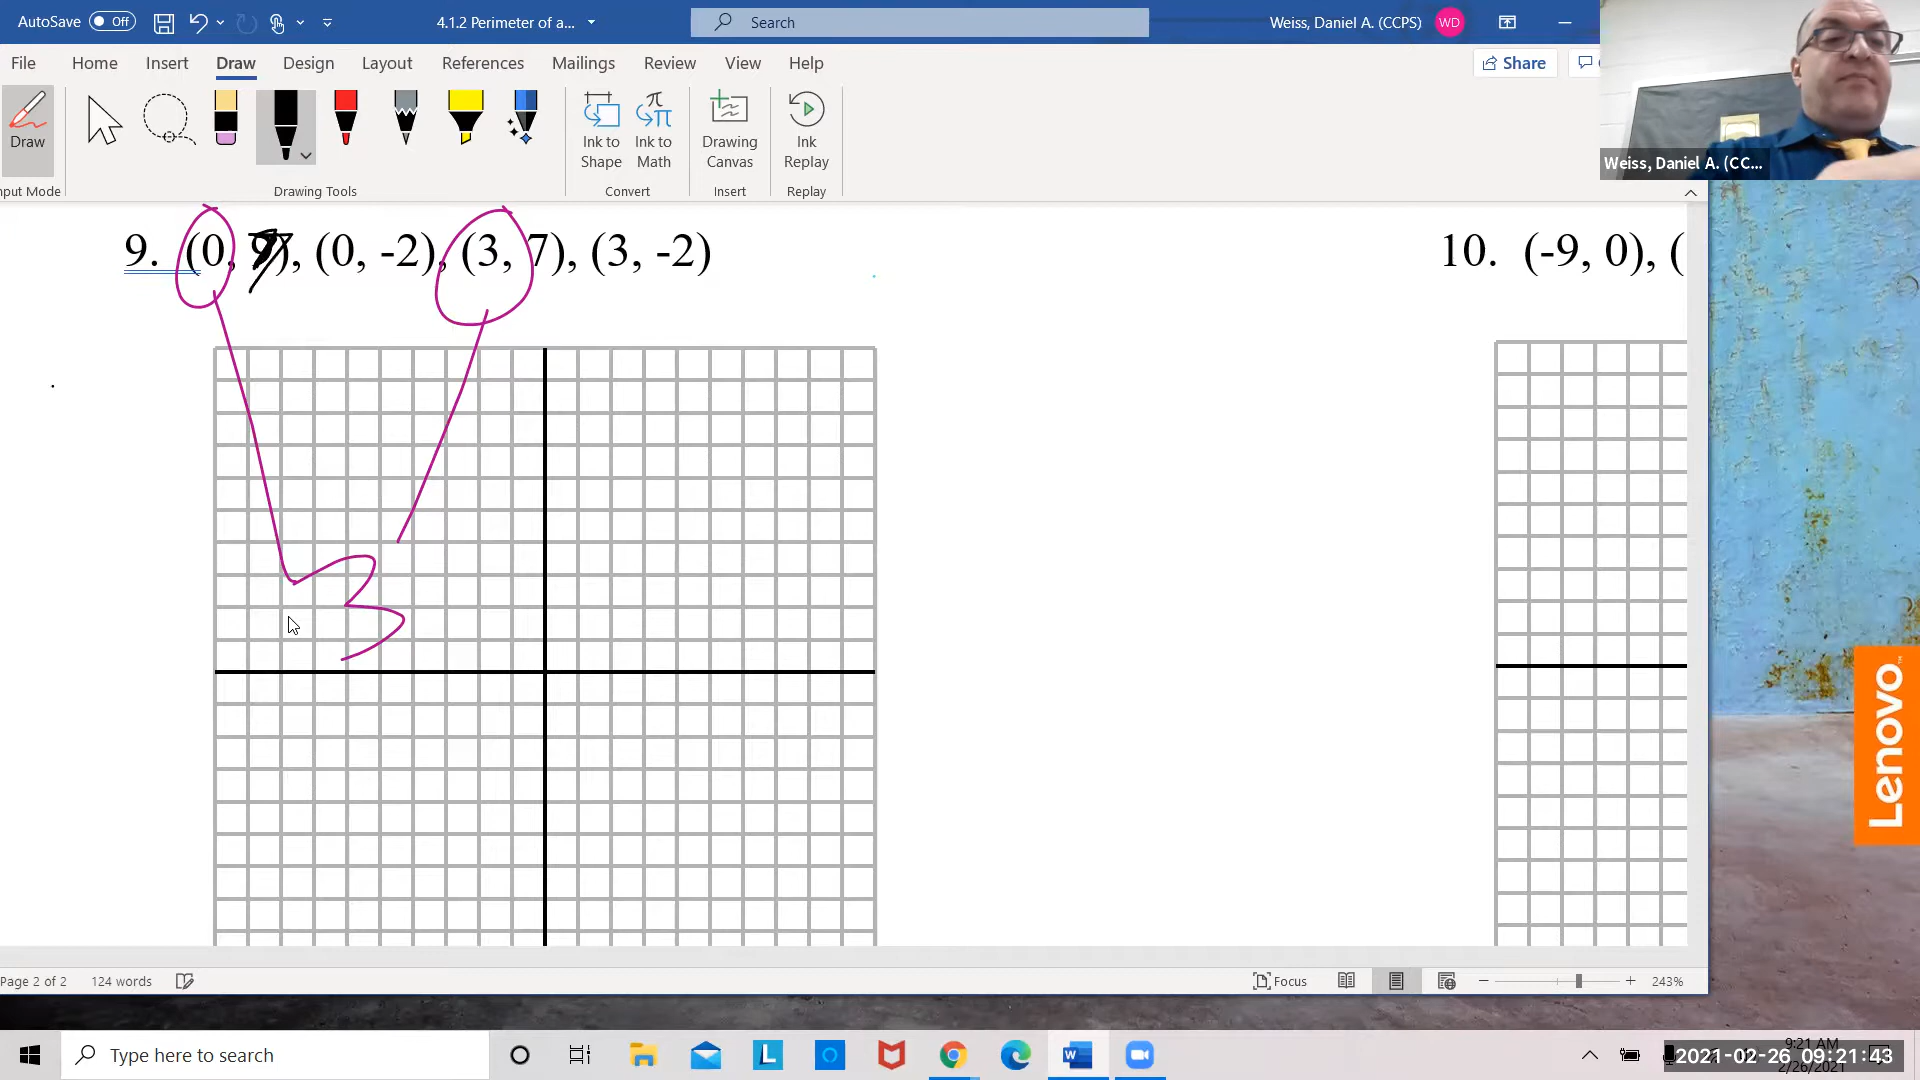 AutoSave Off 4.1.2 Perimeter of a... Search Weiss, Daniel A. (CCPS) WD
File Home Insert Draw Design Layout References Mailings Review View Help Share
Draw Ink to Shape Ink to Math Drawing Canvas Ink Replay
Weiss, Daniel A. (CC...
nput Mode Drawing Tools Convert Insert Replay
9. (0, 7), (0, -2), (3, 7), (3, -2) 10. (-9, 0), (
3
Lenovo
Page 2 of 2 124 words Focus 243%
Type here to search
9:21 AM
2021-02-26 09:21:43
2/26/2021